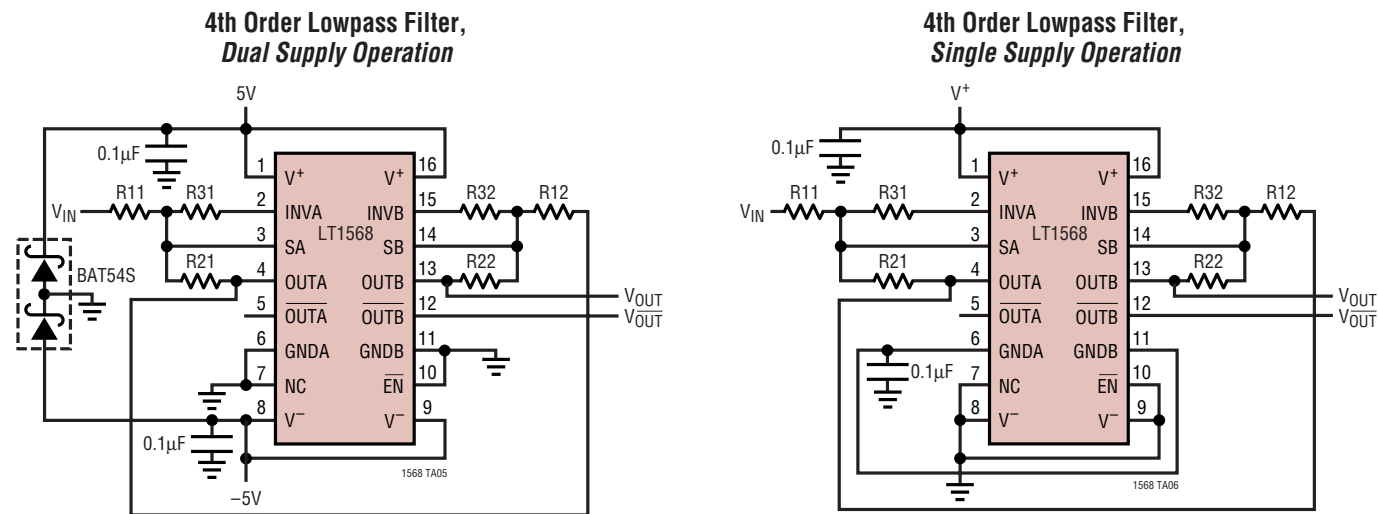 4th Order Lowpass Filter,
Dual Supply Operation
5V
0.1μF
1
16
V+
V+
R11
R31
2
15
R32
R12
VIN
INVA
INVB
LT1568
3
14
SA
SB
R21
4
13
R22
OUTA
OUTB
BAT54S
5
12
OUTA
OUTB
VOUT
VOUT
6
11
GNDA
GNDB
7
10
NC
EN
8
9
V−
V−
0.1μF
1568 TA05
−5V
4th Order Lowpass Filter,
Single Supply Operation
V+
0.1μF
1
16
V+
V+
R11
R31
2
15
R32
R12
VIN
INVA
INVB
LT1568
3
14
SA
SB
R21
4
13
R22
OUTA
OUTB
5
12
OUTA
OUTB
VOUT
VOUT
6
11
GNDA
GNDB
0.1μF
7
10
NC
EN
8
9
V−
V−
1568 TA06